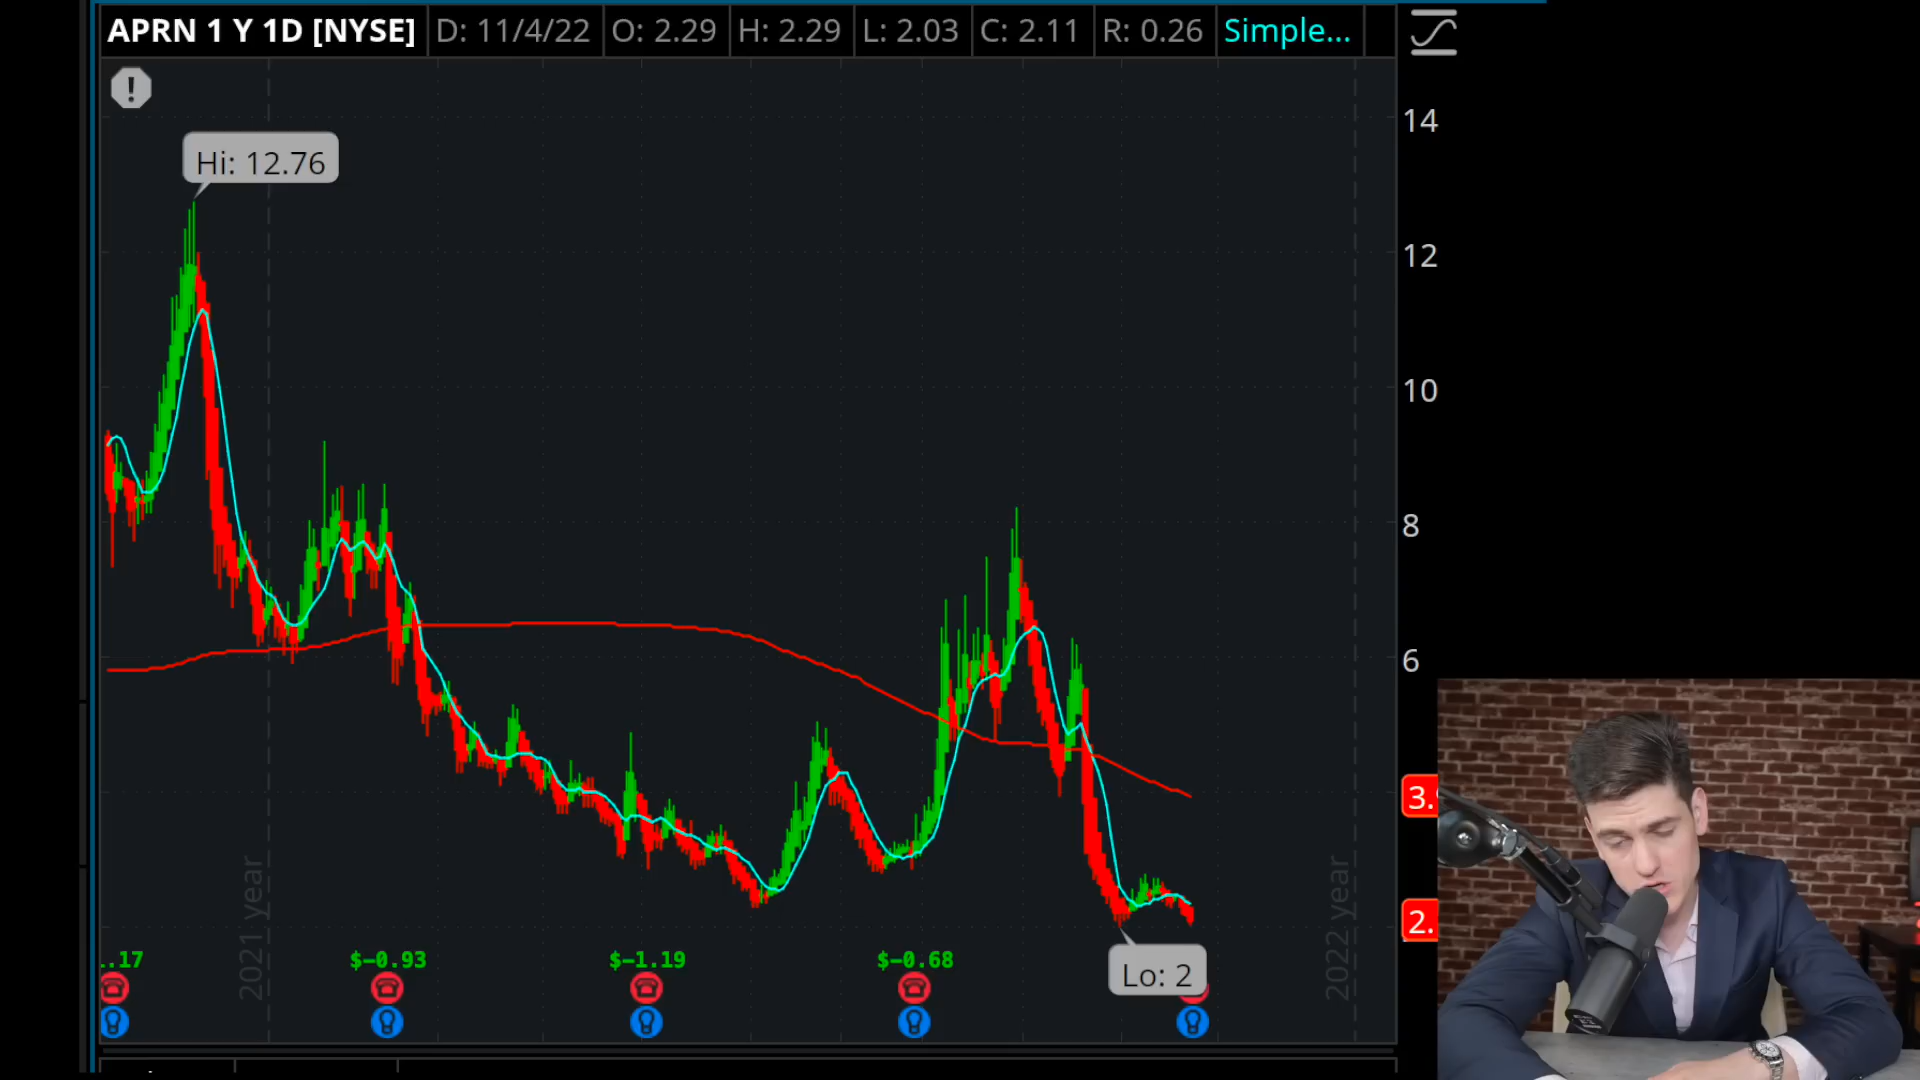 APRN 1 Y 1D [NYSE] D: 11/4/22 O: 2.29 H: 2.29 L: 2.03 C: 2.11 R: 0.26 Simple...
!
14
Hi: 12.76
12
10
8
6
3.
2.
2021 year
2022 year
.17 $-0.93 $-1.19 $-0.68
Lo: 2